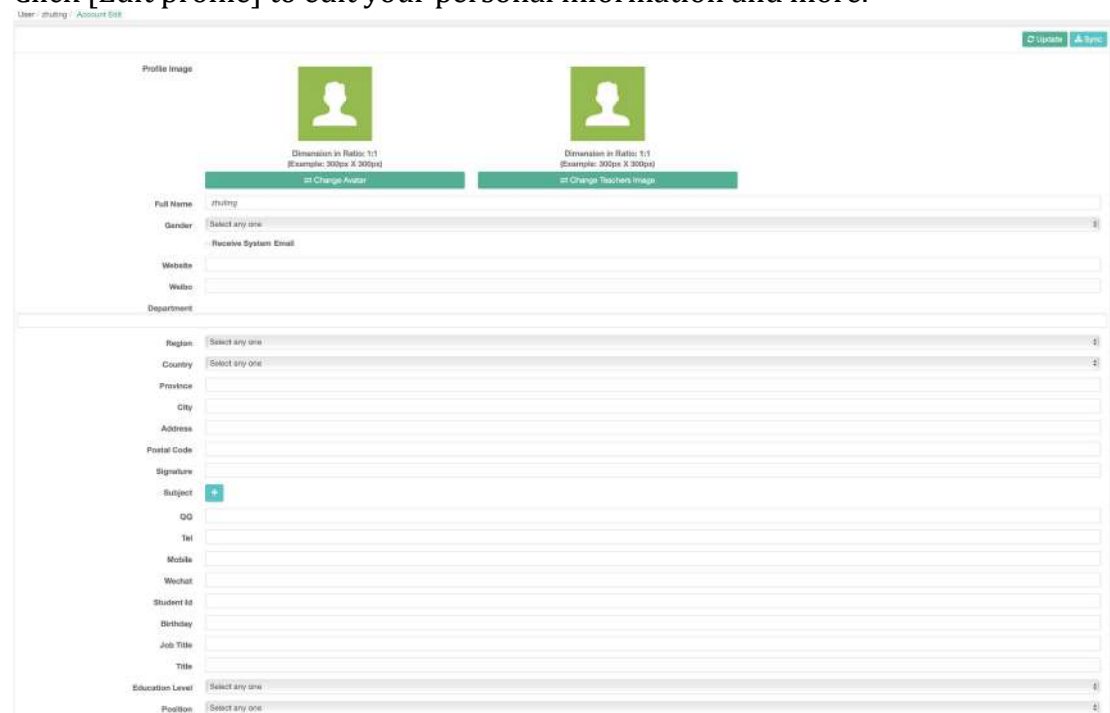 Click [Edit profile] to edit your personal information and more.
User / zhuting / Account Edit
Update Sync
Profile Image
Dimension in Ratio: 1:1 Dimension in Ratio: 1:1
(Example: 300px X 300px) (Example: 300px X 300px)
Change Avatar Change Teachers Image
Full Name zhuting
Gender Select any one
Receive System Email
Website
Weibo
Department
Region Select any one
Country Select any one
Province
City
Address
Postal Code
Signature
Subject +
QQ
Tel
Mobile
Wechat
Student Id
Birthday
Job Title
Title
Education Level Select any one
Position Select any one